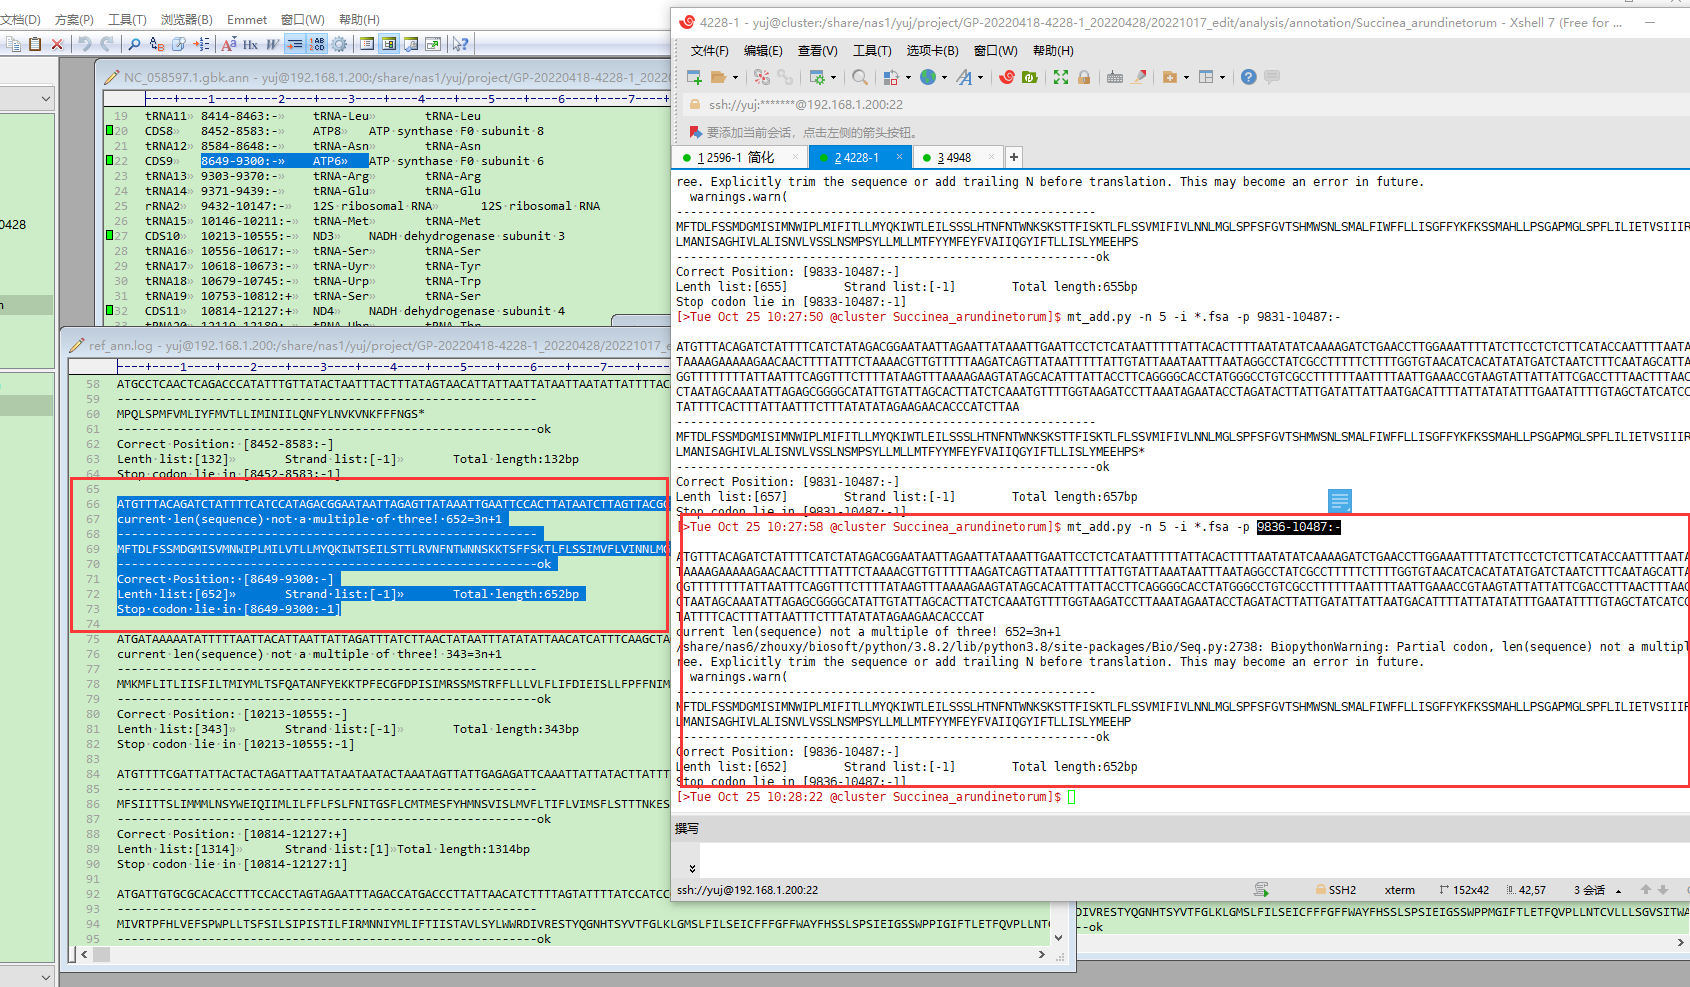 文档(D) 方案(P) 工具(T) 浏览器(B) Emmet 窗口(W) 帮助(H)
NC_058597.1.gbk.ann - yuj@192.168.1.200:/share/nas1/yuj/project/GP-20220418-4228-1_20220428/20221
----+----1----+----2----+----3----+----4----+----5----+----6----+----7----+
19 tRNA11» 8414-8463:-» tRNA-Leu» tRNA-Leu
20 CDS8» 8452-8583:-» ATP8» ATP·synthase·F0·subunit·8
21 tRNA12» 8584-8648:-» tRNA-Asn» tRNA-Asn
22 CDS9» 8649-9300:-» ATP6» ATP·synthase·F0·subunit·6
23 tRNA13» 9303-9370:-» tRNA-Arg» tRNA-Arg
24 tRNA14» 9371-9439:-» tRNA-Glu» tRNA-Glu
25 rRNA2» 9432-10147:-» 12S·ribosomal·RNA» 12S·ribosomal·RNA
26 tRNA15» 10146-10211:-» tRNA-Met» tRNA-Met
27 CDS10» 10213-10555:-» ND3» NADH·dehydrogenase·subunit·3
28 tRNA16» 10556-10617:-» tRNA-Ser» tRNA-Ser
29 tRNA17» 10618-10673:-» tRNA-Uyr» tRNA-Tyr
30 tRNA18» 10679-10745:-» tRNA-Urp» tRNA-Trp
31 tRNA19» 10753-10812:+» tRNA-Ser» tRNA-Ser
32 CDS11» 10814-12127:+» ND4» NADH·dehydrogenase·subunit·4
0428
ref_ann.log - yuj@192.168.1.200:/share/nas1/yuj/project/GP-20220418-4228-1_20220428/20221017_e
----+----1----+----2----+----3----+----4----+----5----+----6----+----7----+
58 ATGCCTCAACTCAGACCCATATTTGTTATACTAATTTACTTTATAGTAACATTATTAATTATAATTAATATTATTTTAC
59 ------------------------------------------------------------
60 MPQLSPMFVMLIYFMVTLLIMINIILQNFYLNVKVNKFFFNGS*
61 ------------------------------------------------------------ok
62 Correct·Position:·[8452-8583:-]
63 Lenth·list:[132]» Strand·list:[-1]» Total·length:132bp
64 Stop·codon·lie·in·[8452-8583:-1]
65
66 ATGTTTACAGATCTATTTTCATCCATAGACGGAATAATTAGAGTTATAAATTGAATTCCACTTATAATCTTAGTTACGG
67 current·len(sequence)·not·a·multiple·of·three!·652=3n+1
68 ------------------------------------------------------------
69 MFTDLFSSMDGMISVMNWIPLMILVTLLMYQKIWTSEILSTTLRVNFNTWNNSKKTSFFSKTLFLSSIMVFLVINNLMG
70 ------------------------------------------------------------ok
71 Correct·Position:·[8649-9300:-]
72 Lenth·list:[652]» Strand·list:[-1]» Total·length:652bp
73 Stop·codon·lie·in·[8649-9300:-1]
74
75 ATGATAAAAATATTTTTAATTACATTAATTATTAGATTTATCTTAACTATAATTTATATATTAACATCATTTCAAGCTA
76 current·len(sequence)·not·a·multiple·of·three!·343=3n+1
77 ------------------------------------------------------------
78 MMKMFLITLIISFILTMIYMLTSFQATANFYEKKTPFECGFDPISIMRSSMSTRFFLLLVLFLIFDIEISLLFPFFNIM
79 ------------------------------------------------------------ok
80 Correct·Position:·[10213-10555:-]
81 Lenth·list:[343]» Strand·list:[-1]» Total·length:343bp
82 Stop·codon·lie·in·[10213-10555:-1]
83
84 ATGTTTTCGATTATTACTACTAGATTAATTATAATAATACTAAATAGTTATTGAGAGATTCAAATTATTATACTTATTT
85 ------------------------------------------------------------
86 MFSIITTSLIMMMLNSYWEIQIIMLILFFLFSLFNITGSFLCMTMESFYHMNSVISLMVFLTIFLVIMSFLSTTTNKES
87 ------------------------------------------------------------ok
88 Correct·Position:·[10814-12127:+]
89 Lenth·list:[1314]» Strand·list:[1]»Total·length:1314bp
90 Stop·codon·lie·in·[10814-12127:1]
91
92 ATGATTGTGCGCACACCTTTCCACCTAGTAGAATTTAGACCATGACCCTTATTAACATCTTTTAGTATTTTATCCATCC
93 ------------------------------------------------------------
94 MIVRTPFHLVEFSPWPLLTSFSILSIPISTILFIRMNNIYMLIFTIISTAVLSYLWWRDIVRESTYQGNHTSYVTFGLKLGMSLFILSEICFFFGFFWAYFHSSLSPSIEIGSSWPPIGIFTLETFQVPLLNT
95 ------------------------------------------------------------ok
4228-1 - yuj@cluster:/share/nas1/yuj/project/GP-20220418-4228-1_20220428/20221017_edit/analysis/annotation/Succinea_arundinetorum - Xshell 7 (Free for ...
文件(F) 编辑(E) 查看(V) 工具(T) 选项卡(B) 窗口(W) 帮助(H)
ssh://yuj:*******@192.168.1.200:22
要添加当前会话，点击左侧的箭头按钮。
1 2596-1 简化 × 2 4228-1 × 3 4948 × +
ree. Explicitly trim the sequence or add trailing N before translation. This may become an error in future.
warnings.warn(
------------------------------------------------------------
MFTDLFSSMDGMISIMNWIPLMIFITLLMYQKIWTLEILSSSLHTNFNTWNKSKSTTFISKTLFLSSVMIFIVLNNLMGLSPFSFGVTSHMWSNLSMALFIWFFLLISGFFYKFKSSMAHLLPSGAPMGLSPFLILIETVSIIIR
LMANISAGHIVLALISNVLVSSLNSMPSYLLMLLMTFYYMFEYFVAIIQGYIFTLLISLYMEEHPS
------------------------------------------------------------ok
Correct Position: [9833-10487:-]
Lenth list:[655] Strand list:[-1] Total length:655bp
Stop codon lie in [9833-10487:-1]
[>Tue Oct 25 10:27:50 @cluster Succinea_arundinetorum]$ mt_add.py -n 5 -i *.fsa -p 9831-10487:-
TATTTTCACTTTATTAATTTCTTTATATATAGAAGAACACCCATCTTAA
------------------------------------------------------------
MFTDLFSSMDGMISIMNWIPLMIFITLLMYQKIWTLEILSSSLHTNFNTWNKSKSTTFISKTLFLSSVMIFIVLNNLMGLSPFSFGVTSHMWSNLSMALFIWFFLLISGFFYKFKSSMAHLLPSGAPMGLSPFLILIETVSIIIR
LMANISAGHIVLALISNVLVSSLNSMPSYLLMLLMTFYYMFEYFVAIIQGYIFTLLISLYMEEHPS*
------------------------------------------------------------ok
Correct Position: [9831-10487:-]
Lenth list:[657] Strand list:[-1] Total length:657bp
Stop codon lie in [9831-10487:-1]
[>Tue Oct 25 10:27:58 @cluster Succinea_arundinetorum]$ mt_add.py -n 5 -i *.fsa -p 9836-10487:-
TATTTTCACTTTATTAATTTCTTTATATATAGAAGAACACCCAT
current len(sequence) not a multiple of three! 652=3n+1
/share/nas6/zhouxy/biosoft/python/3.8.2/lib/python3.8/site-packages/Bio/Seq.py:2738: BiopythonWarning: Partial codon, len(sequence) not a multipl
ree. Explicitly trim the sequence or add trailing N before translation. This may become an error in future.
warnings.warn(
------------------------------------------------------------
MFTDLFSSMDGMISIMNWIPLMIFITLLMYQKIWTLEILSSSLHTNFNTWNKSKSTTFISKTLFLSSVMIFIVLNNLMGLSPFSFGVTSHMWSNLSMALFIWFFLLISGFFYKFKSSMAHLLPSGAPMGLSPFLILIETVSIIIR
LMANISAGHIVLALISNVLVSSLNSMPSYLLMLLMTFYYMFEYFVAIIQGYIFTLLISLYMEEHP
------------------------------------------------------------ok
Correct Position: [9836-10487:-]
Lenth list:[652] Strand list:[-1] Total length:652bp
Stop codon lie in [9836-10487:-1]
[>Tue Oct 25 10:28:22 @cluster Succinea_arundinetorum]$
撰写
ssh://yuj@192.168.1.200:22 SSH2 xterm 152x42 42,57 3 会话
--ok